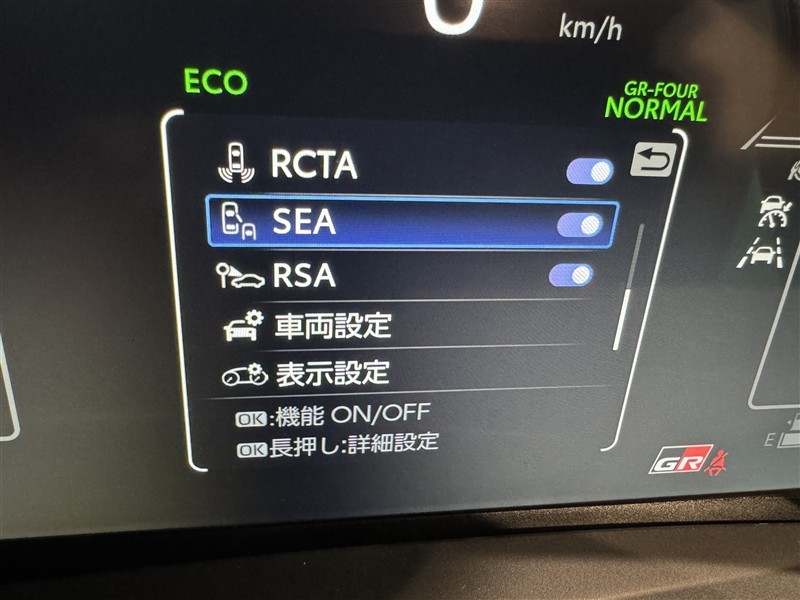 0
km/h
ECO
GR-FOUR
NORMAL
RCTA
SEA
RSA
車両設定
表示設定
OK:機能 ON/OFF
OK長押し:詳細設定
GR
E